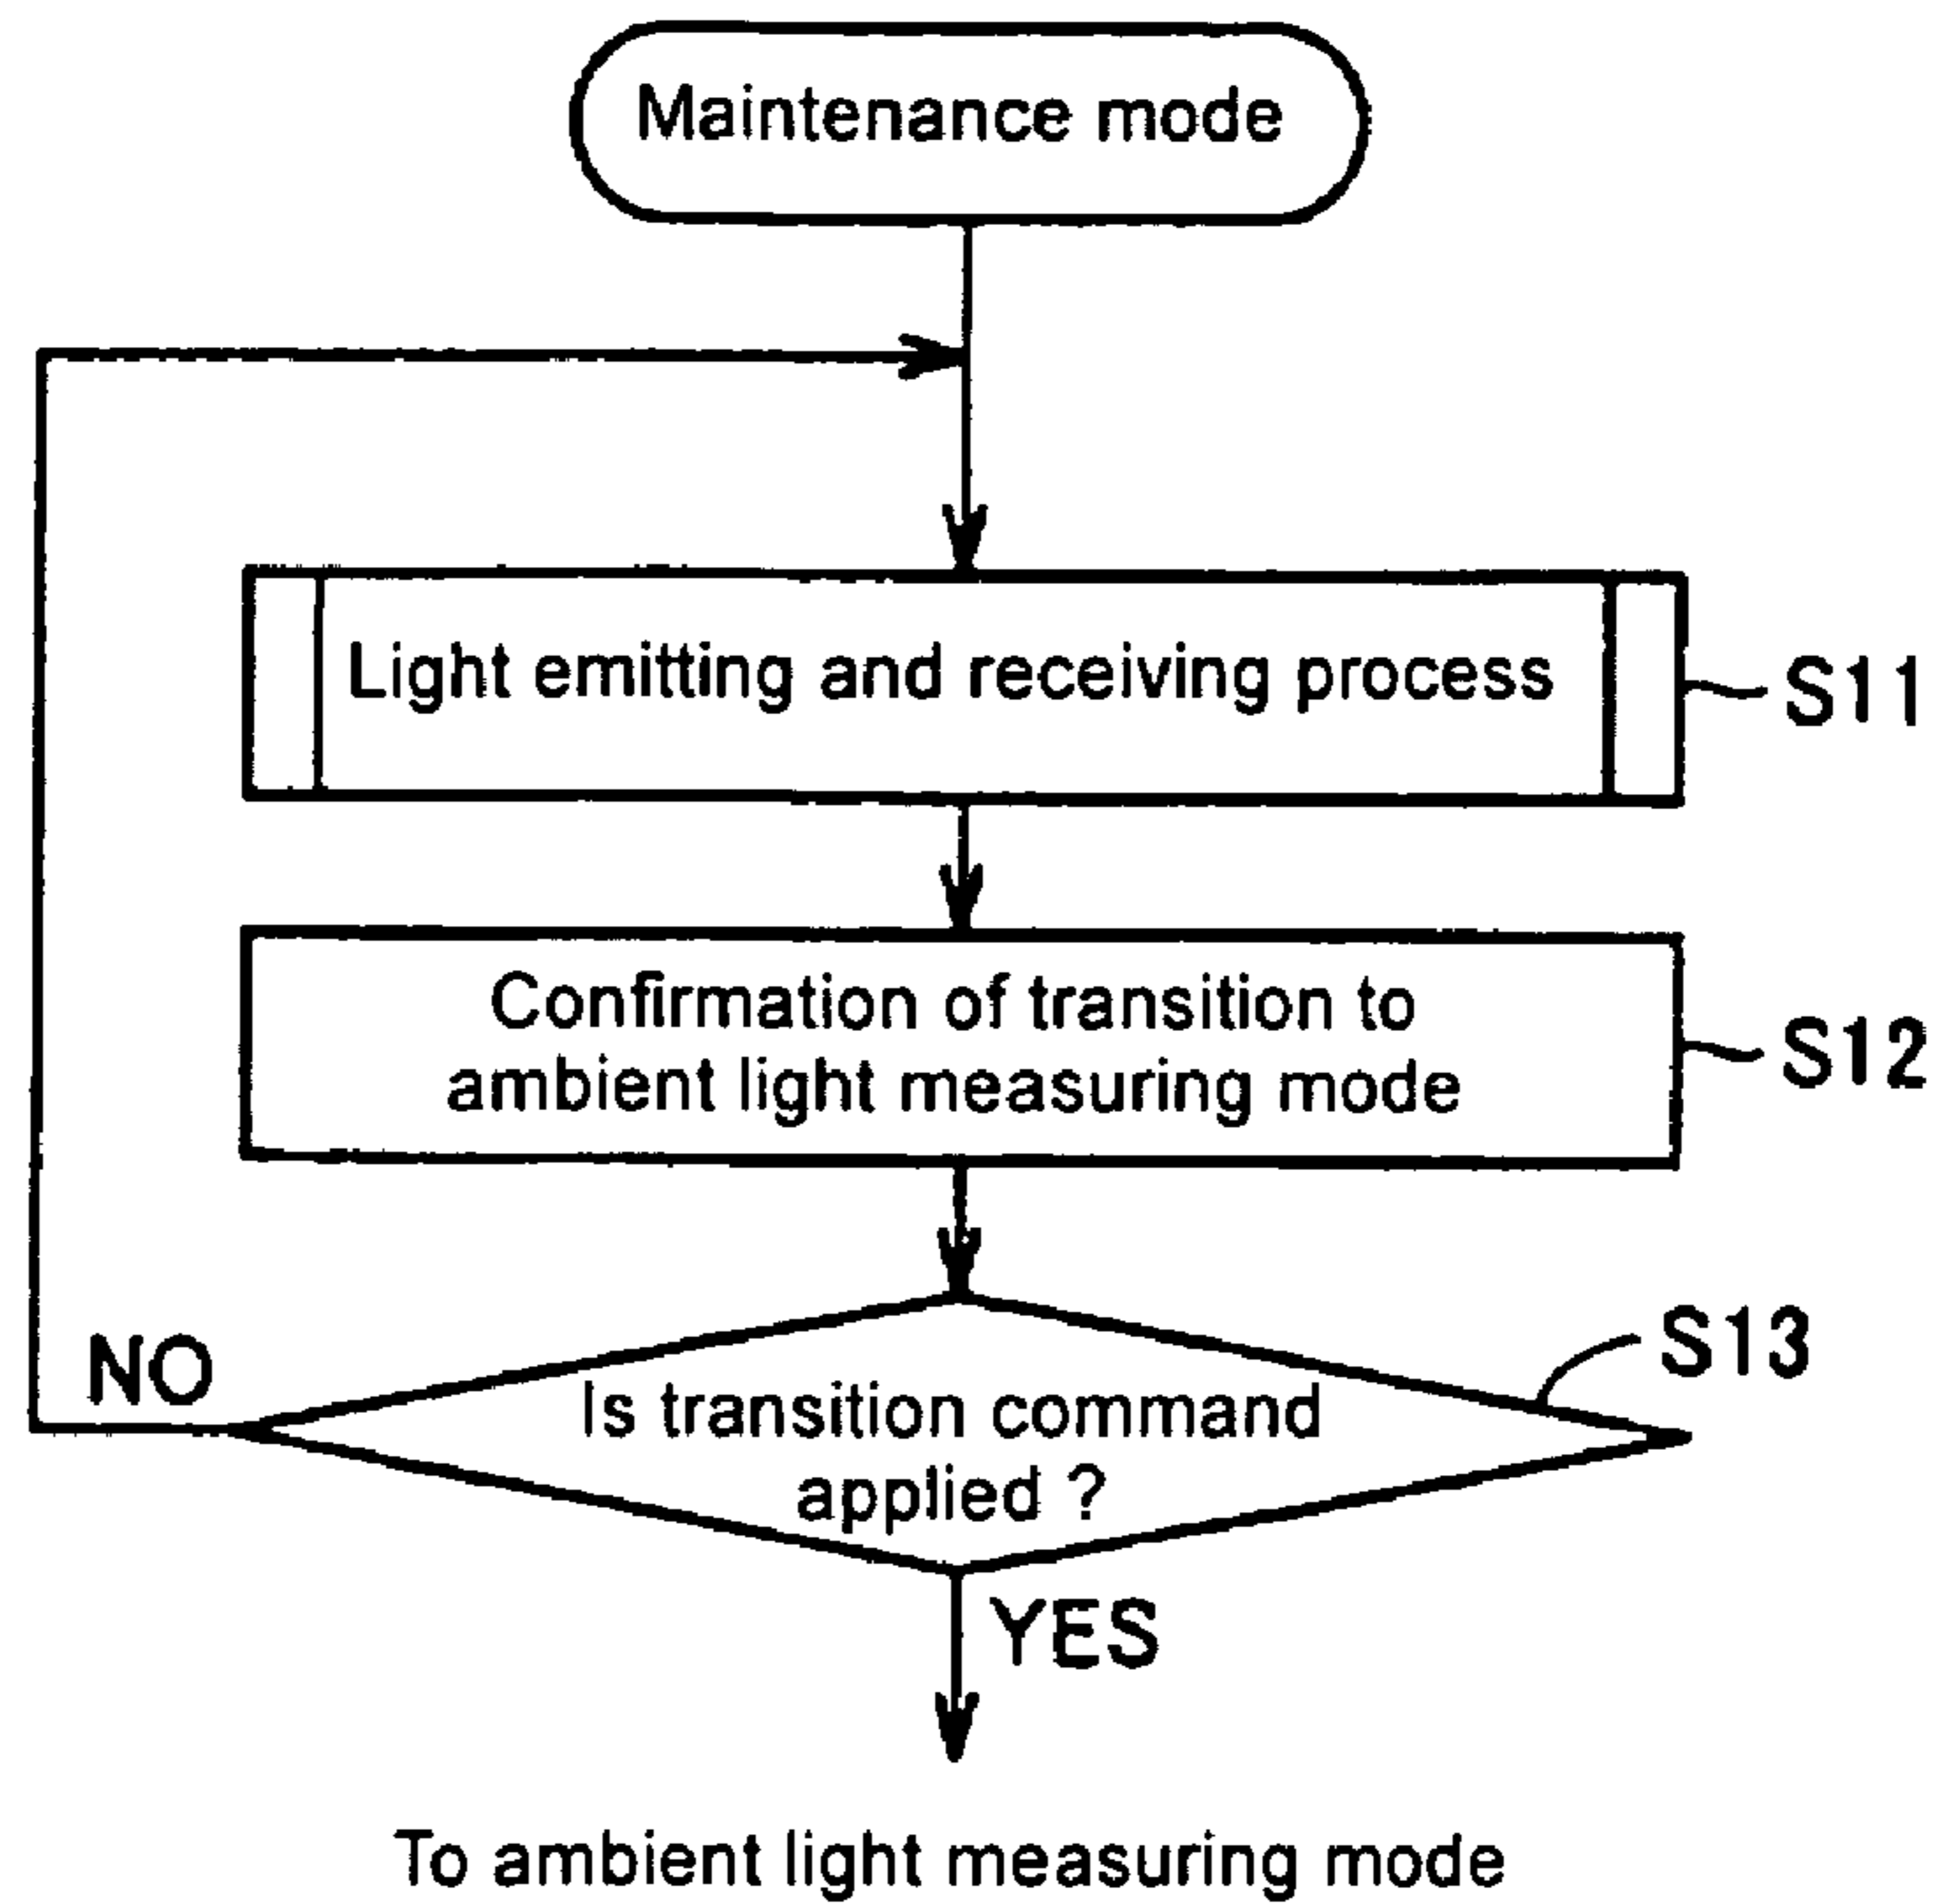 Maintenance mode
Light emitting and receiving process
S11
Confirmation of transition to
ambient light measuring mode
S12
S13
NO
Is transition command
applied ?
YES
To ambient light measuring mode